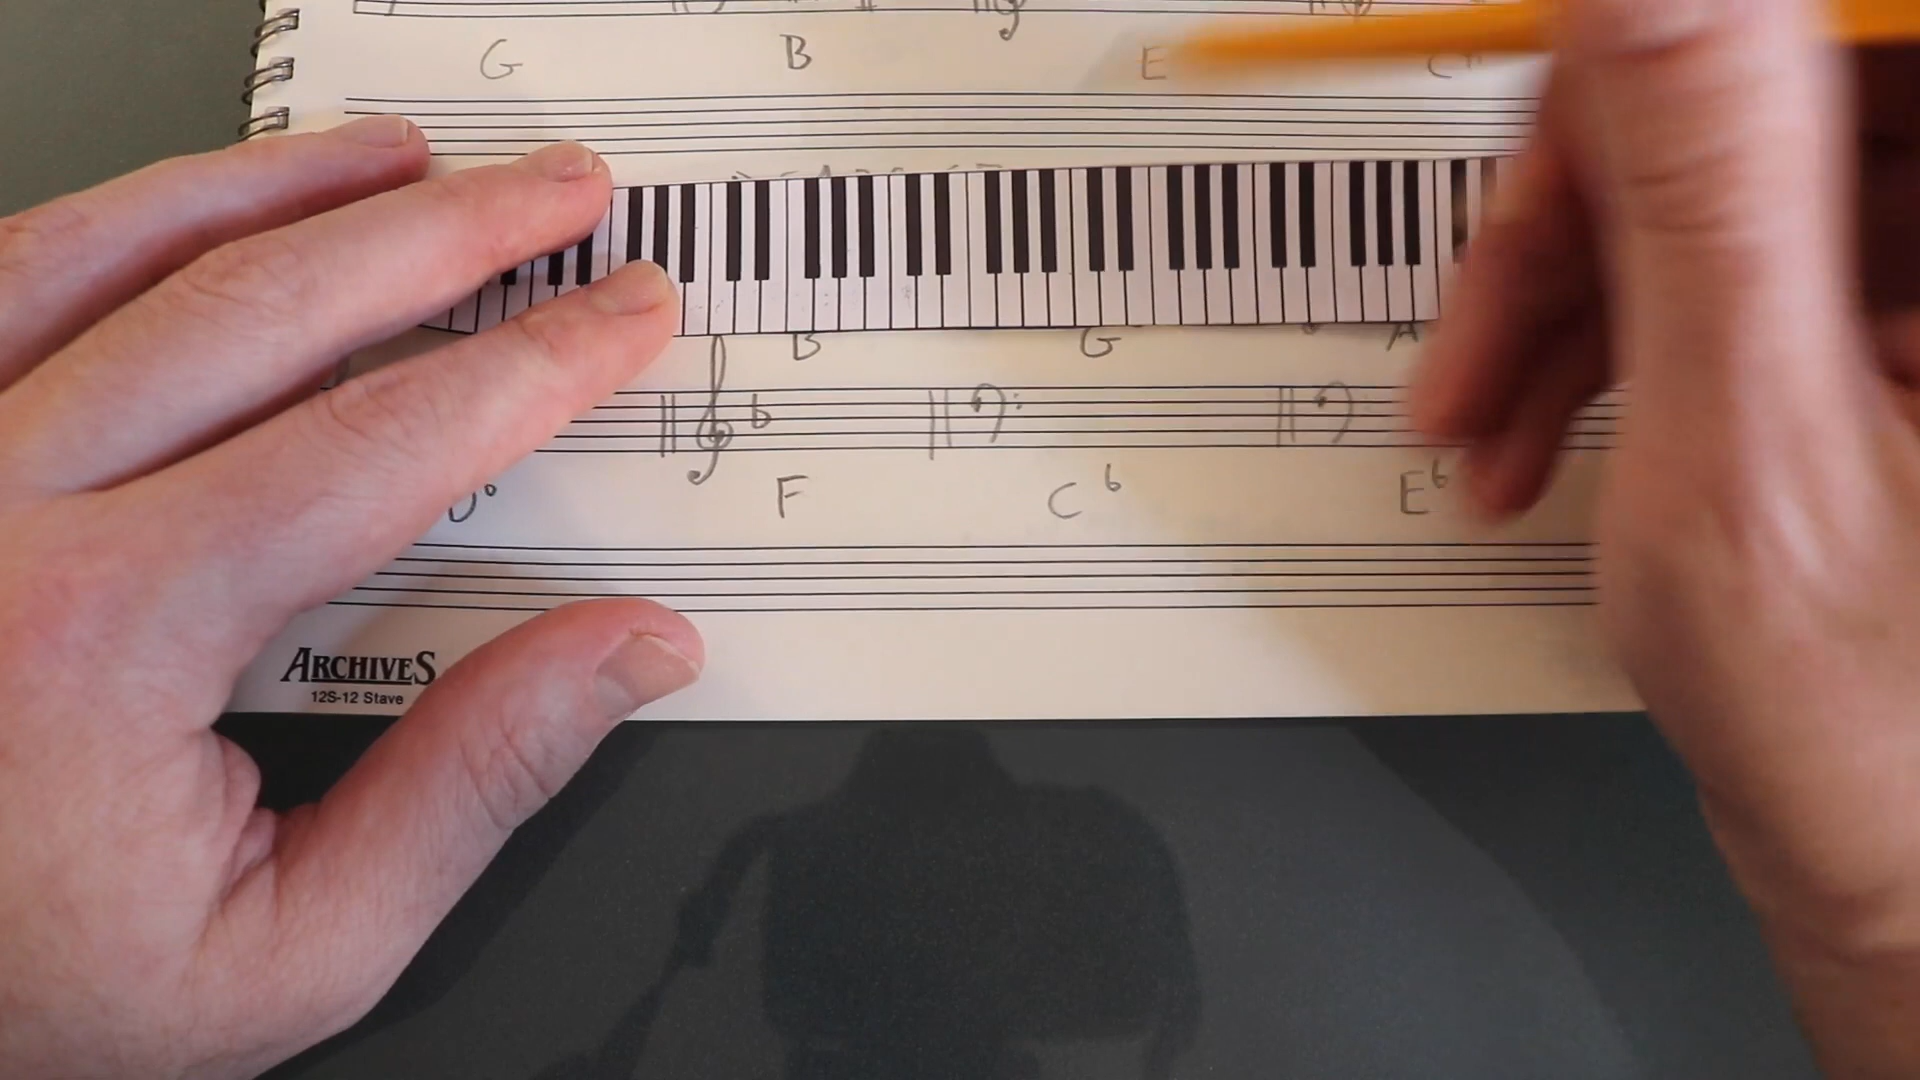 G B E C#
B G A
b
F C b E b
ARCHIVES
12S-12 Stave